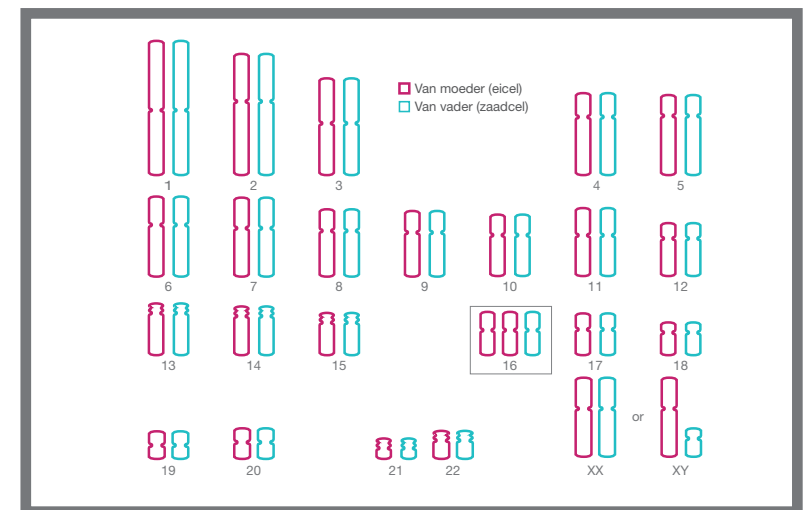 Van moeder (eicel)
Van vader (zaadcel)
1 2 3 4 5
6 7 8 9 10 11 12
13 14 15 16 17 18
or
19 20 21 22 XX XY